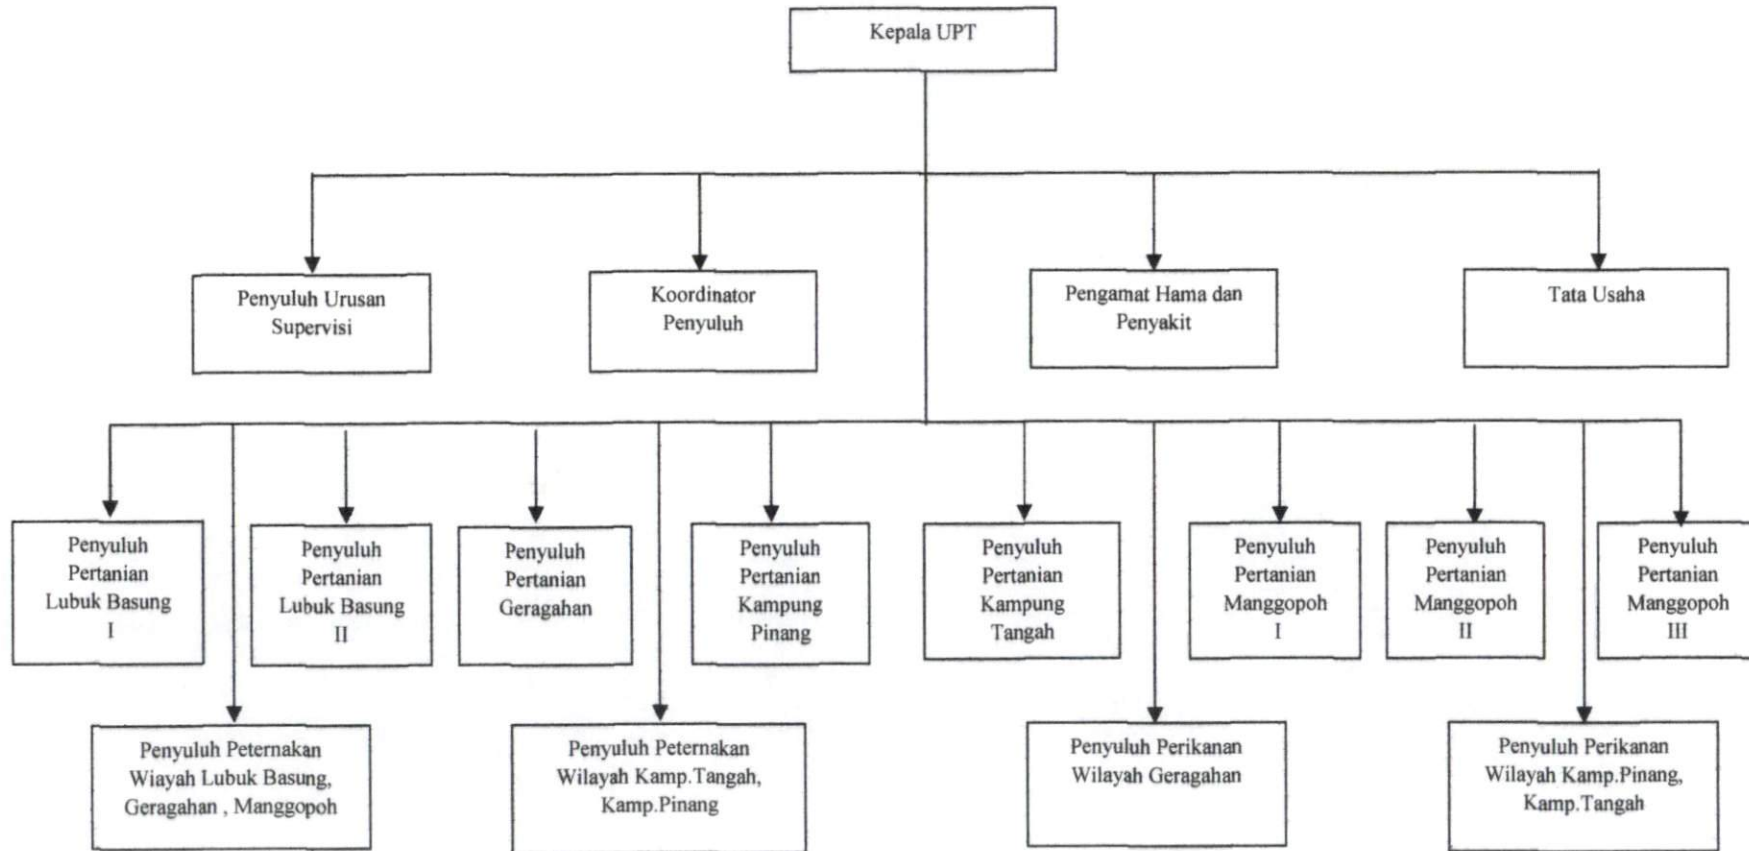 Kepala UPT
Penyuluh Urusan
Supervisi
Koordinator
Penyuluh
Pengamat Hama dan
Penyakit
Tata Usaha
Penyuluh
Pertanian
Lubuk Basung
I
Penyuluh
Pertanian
Lubuk Basung
II
Penyuluh
Pertanian
Geragahan
Penyuluh
Pertanian
Kampung
Pinang
Penyuluh
Pertanian
Kampung
Tangah
Penyuluh
Pertanian
Manggopoh
I
Penyuluh
Pertanian
Manggopoh
II
Penyuluh
Pertanian
Manggopoh
III
Penyuluh Peternakan
Wiayah Lubuk Basung,
Geragahan , Manggopoh
Penyuluh Peternakan
Wilayah Kamp.Tangah,
Kamp.Pinang
Penyuluh Perikanan
Wilayah Geragahan
Penyuluh Perikanan
Wilayah Kamp.Pinang,
Kamp.Tangah